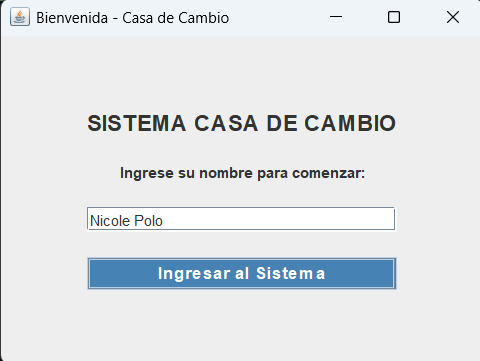 Bienvenida - Casa de Cambio
SISTEMA CASA DE CAMBIO
Ingrese su nombre para comenzar:
Nicole Polo
Ingresar al Sistema